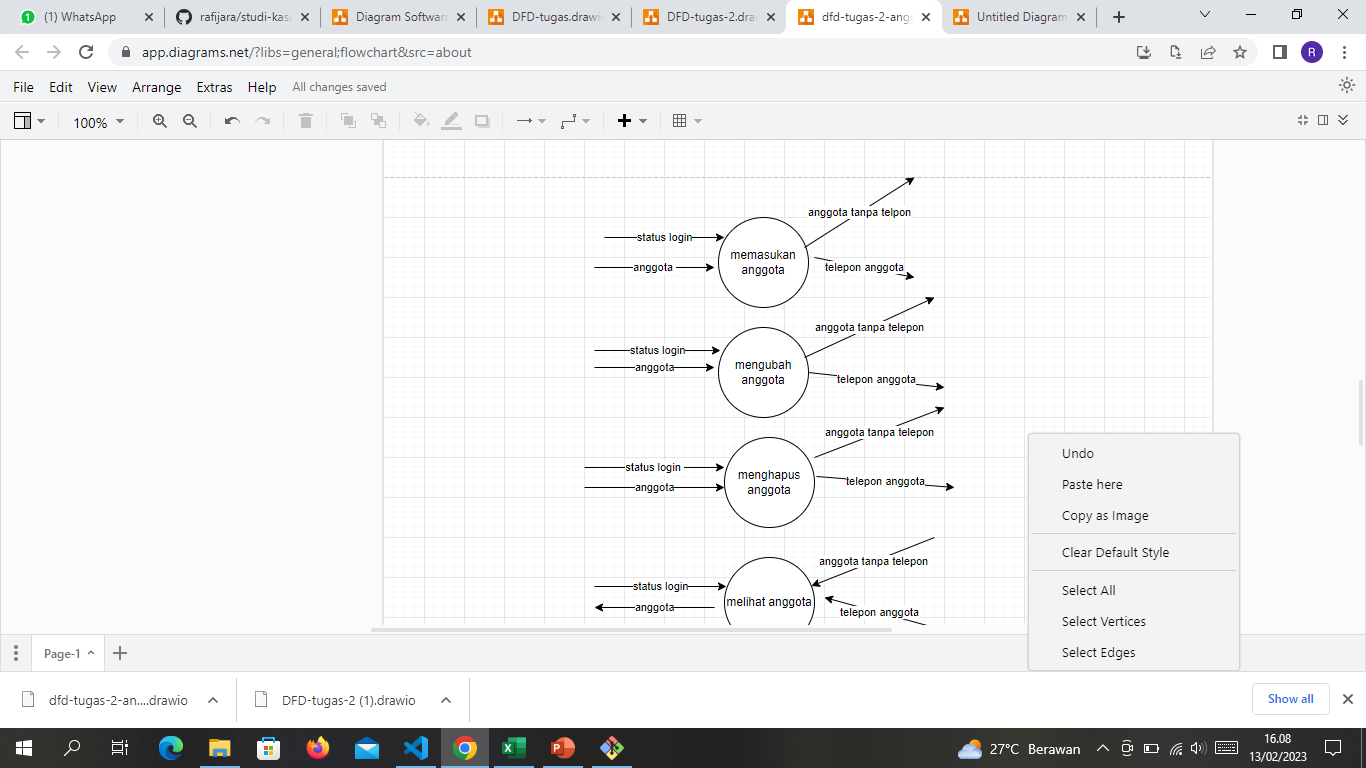 (1) WhatsApp
rafijara/studi-kas
Diagram Software
DFD-tugas.drawio
DFD-tugas-2.draw
dfd-tugas-2-angg
Untitled Diagram
app.diagrams.net/?libs=general;flowchart&src=about
R
File Edit View Arrange Extras Help All changes saved
100%
anggota tanpa telpon
status login
memasukan
anggota
anggota
telepon anggota
anggota tanpa telepon
status login
mengubah
anggota
anggota
telepon anggota
anggota tanpa telepon
status login
menghapus
anggota
anggota
telepon anggota
anggota tanpa telepon
status login
melihat anggota
anggota
telepon anggota
Undo
Paste here
Copy as Image
Clear Default Style
Select All
Select Vertices
Select Edges
Page-1
dfd-tugas-2-an....drawio
DFD-tugas-2 (1).drawio
Show all
27°C Berawan
16.08
13/02/2023